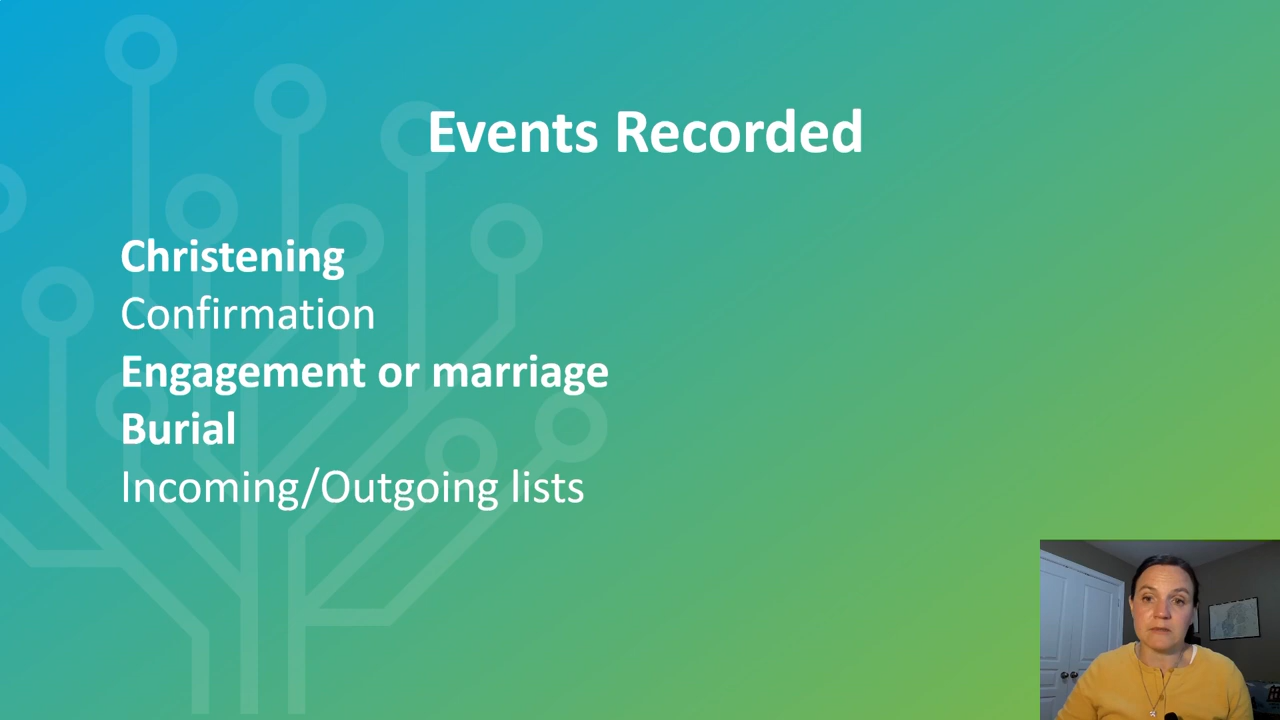 Events Recorded
Christening
Confirmation
Engagement or marriage
Burial
Incoming/Outgoing lists